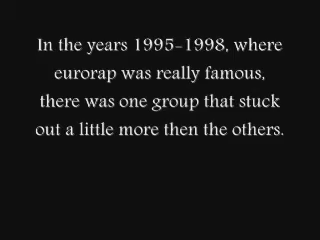 In the years 1995-1998, where
eurorap was really famous,
there was one group that stuck
out a little more then the others.